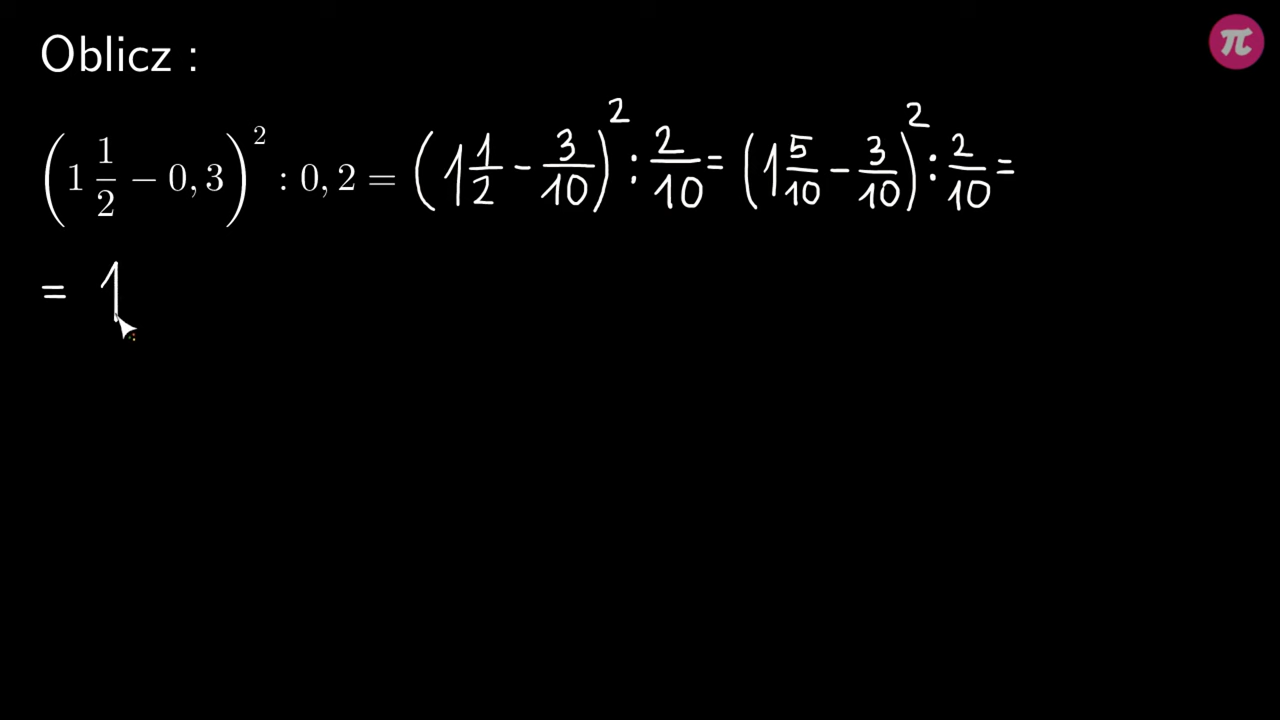 Oblicz :
π
(1 1/2 − 0,3)² : 0,2 = (1 1/2 − 3/10)² : 2/10 = (1 5/10 − 3/10)² : 2/10 =
= 1